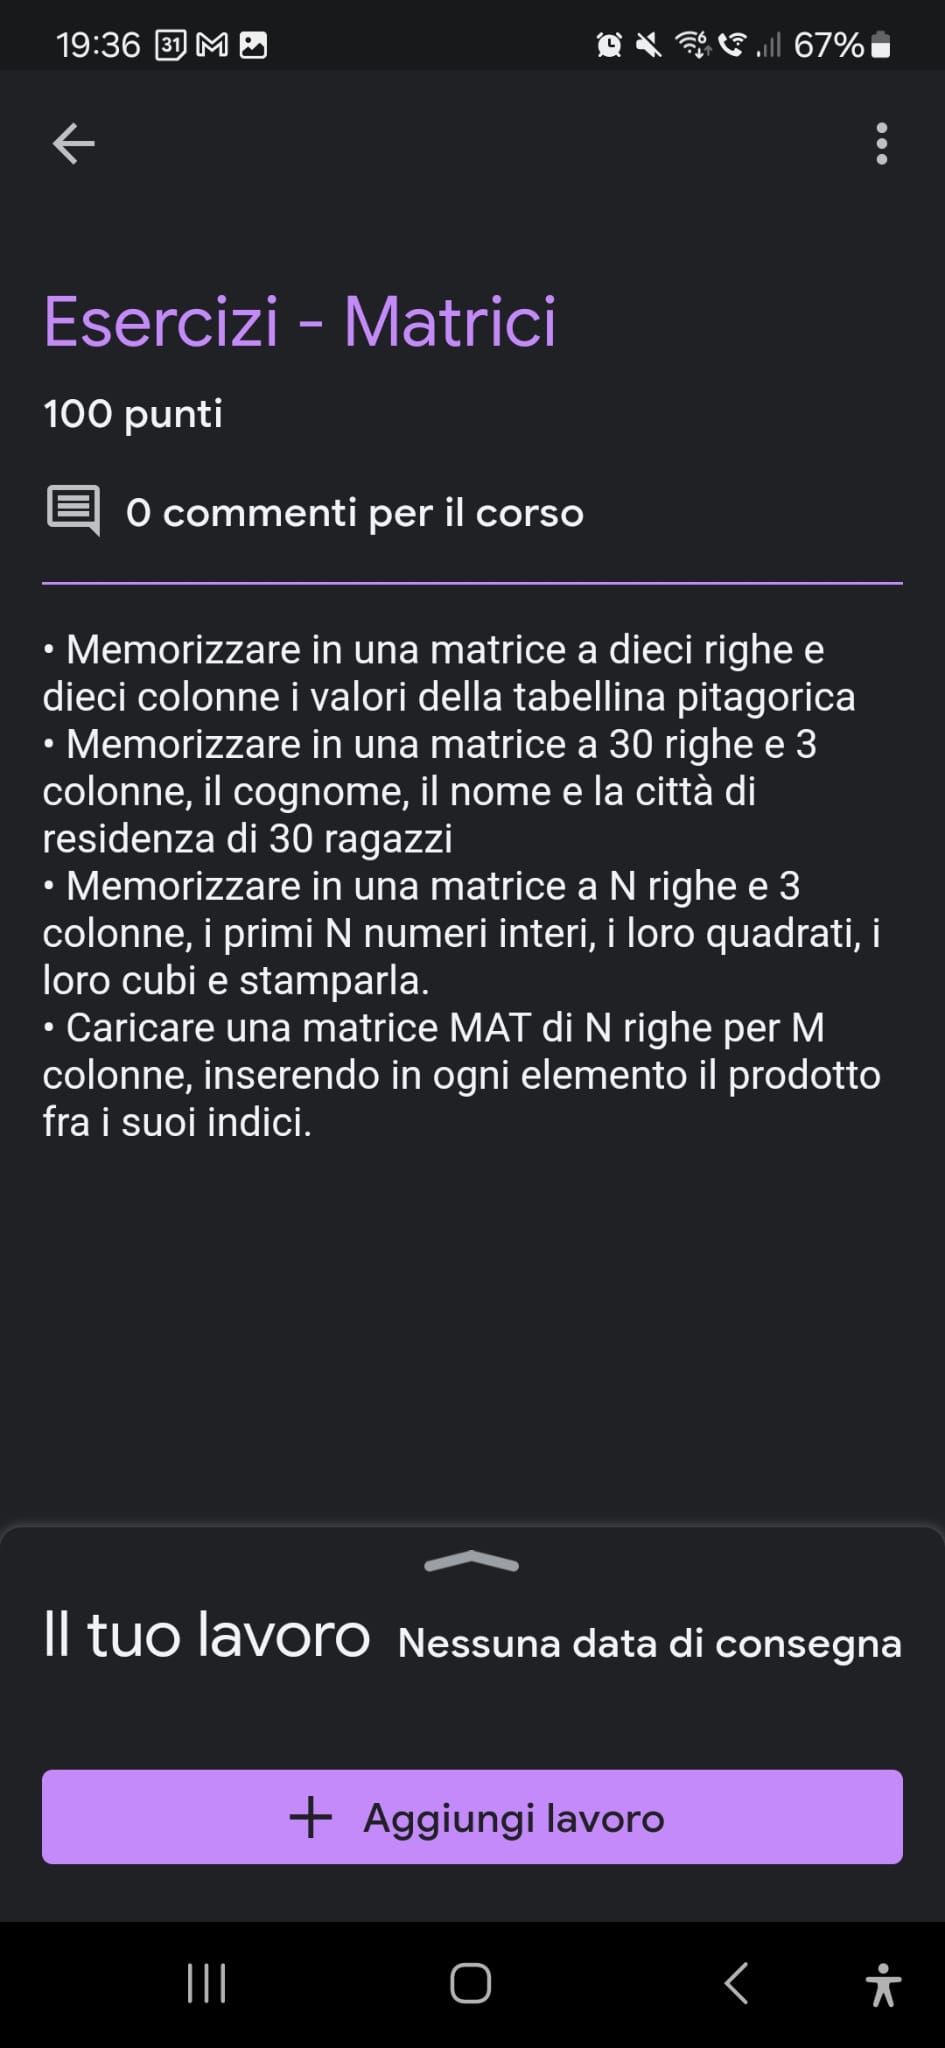 19:36 31 67%
Esercizi - Matrici
100 punti
0 commenti per il corso
• Memorizzare in una matrice a dieci righe e
dieci colonne i valori della tabellina pitagorica
• Memorizzare in una matrice a 30 righe e 3
colonne, il cognome, il nome e la città di
residenza di 30 ragazzi
• Memorizzare in una matrice a N righe e 3
colonne, i primi N numeri interi, i loro quadrati, i
loro cubi e stamparla.
• Caricare una matrice MAT di N righe per M
colonne, inserendo in ogni elemento il prodotto
fra i suoi indici.
Il tuo lavoro Nessuna data di consegna
+ Aggiungi lavoro